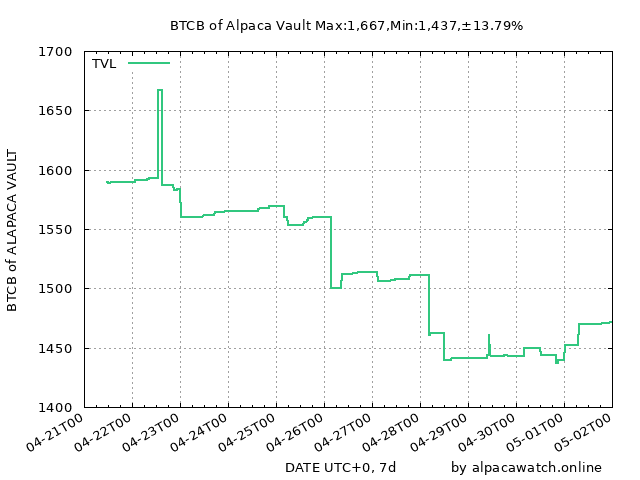 BTCB of Alpaca Vault Max:1,667,Min:1,437,±13.79%
TVL
1700
1650
1600
1550
1500
1450
1400
BTCB of ALAPACA VAULT
04-21T00
04-22T00
04-23T00
04-24T00
04-25T00
04-26T00
04-27T00
04-28T00
04-29T00
04-30T00
05-01T00
05-02T00
DATE UTC+0, 7d
by alpacawatch.online